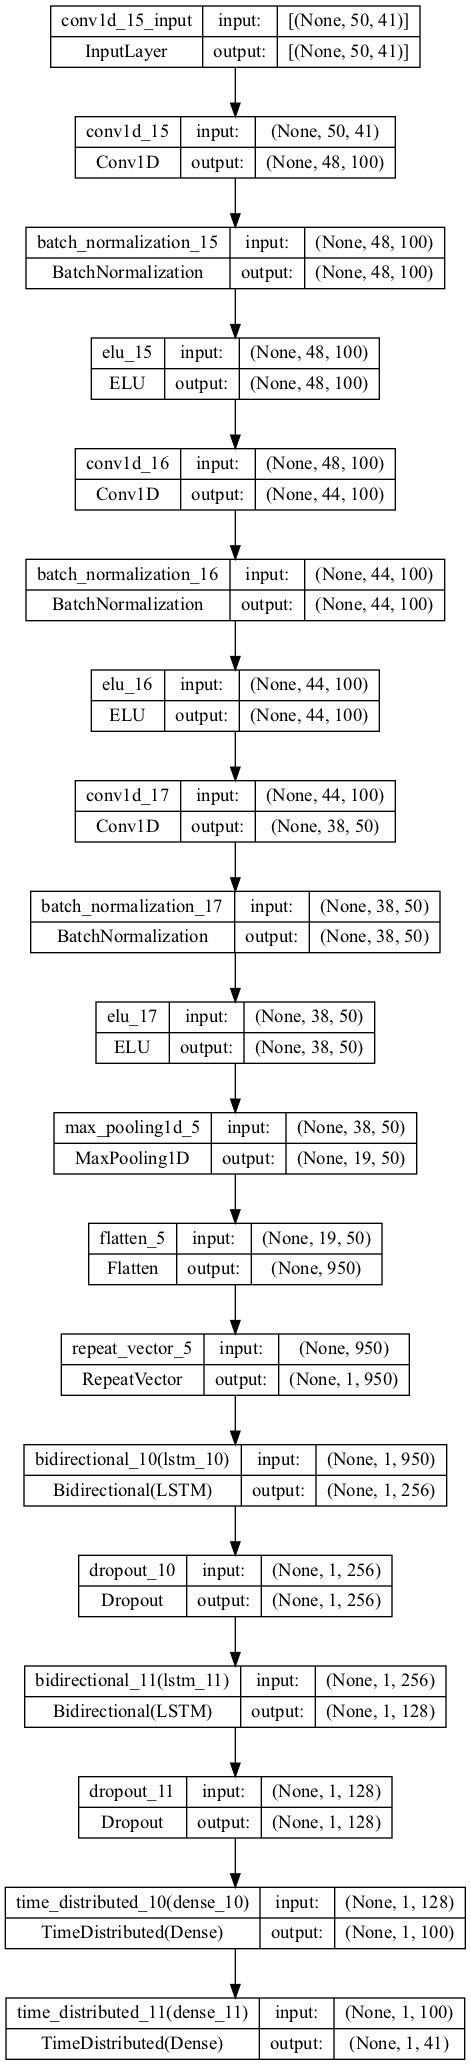 conv1d_15_input input: [(None, 50, 41)]
InputLayer output: [(None, 50, 41)]
conv1d_15 input: (None, 50, 41)
Conv1D output: (None, 48, 100)
batch_normalization_15 input: (None, 48, 100)
BatchNormalization output: (None, 48, 100)
elu_15 input: (None, 48, 100)
ELU output: (None, 48, 100)
conv1d_16 input: (None, 48, 100)
Conv1D output: (None, 44, 100)
batch_normalization_16 input: (None, 44, 100)
BatchNormalization output: (None, 44, 100)
elu_16 input: (None, 44, 100)
ELU output: (None, 44, 100)
conv1d_17 input: (None, 44, 100)
Conv1D output: (None, 38, 50)
batch_normalization_17 input: (None, 38, 50)
BatchNormalization output: (None, 38, 50)
elu_17 input: (None, 38, 50)
ELU output: (None, 38, 50)
max_pooling1d_5 input: (None, 38, 50)
MaxPooling1D output: (None, 19, 50)
flatten_5 input: (None, 19, 50)
Flatten output: (None, 950)
repeat_vector_5 input: (None, 950)
RepeatVector output: (None, 1, 950)
bidirectional_10(lstm_10) input: (None, 1, 950)
Bidirectional(LSTM) output: (None, 1, 256)
dropout_10 input: (None, 1, 256)
Dropout output: (None, 1, 256)
bidirectional_11(lstm_11) input: (None, 1, 256)
Bidirectional(LSTM) output: (None, 1, 128)
dropout_11 input: (None, 1, 128)
Dropout output: (None, 1, 128)
time_distributed_10(dense_10) input: (None, 1, 128)
TimeDistributed(Dense) output: (None, 1, 100)
time_distributed_11(dense_11) input: (None, 1, 100)
TimeDistributed(Dense) output: (None, 1, 41)